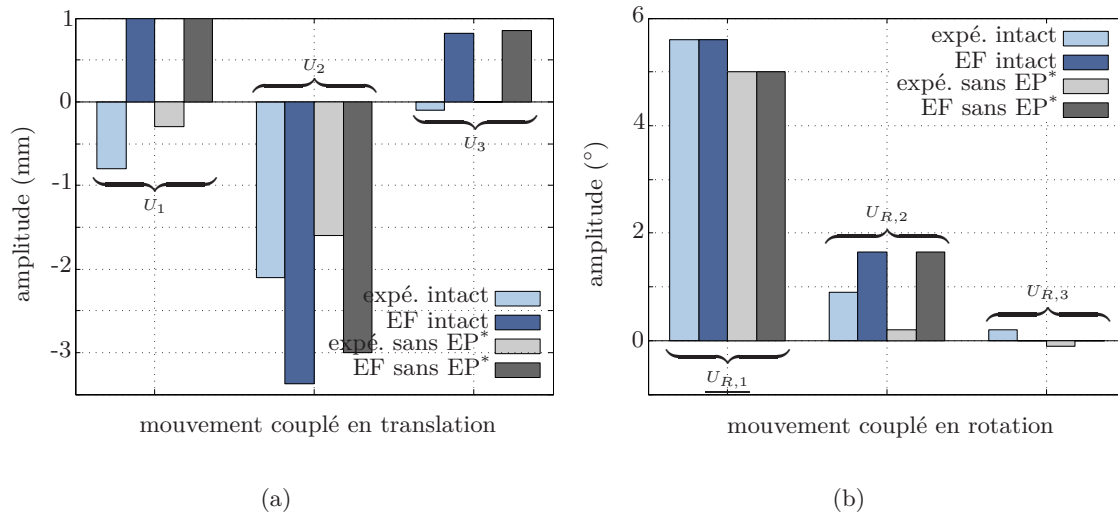 1
0
-1
-2
-3
amplitude (mm)
U1
U2
U3
expé. intact
EF intact
expé. sans EP*
EF sans EP*
mouvement couplé en translation
(a)
6
4
2
0
amplitude (°)
expé. intact
EF intact
expé. sans EP*
EF sans EP*
UR,1
UR,2
UR,3
mouvement couplé en rotation
(b)